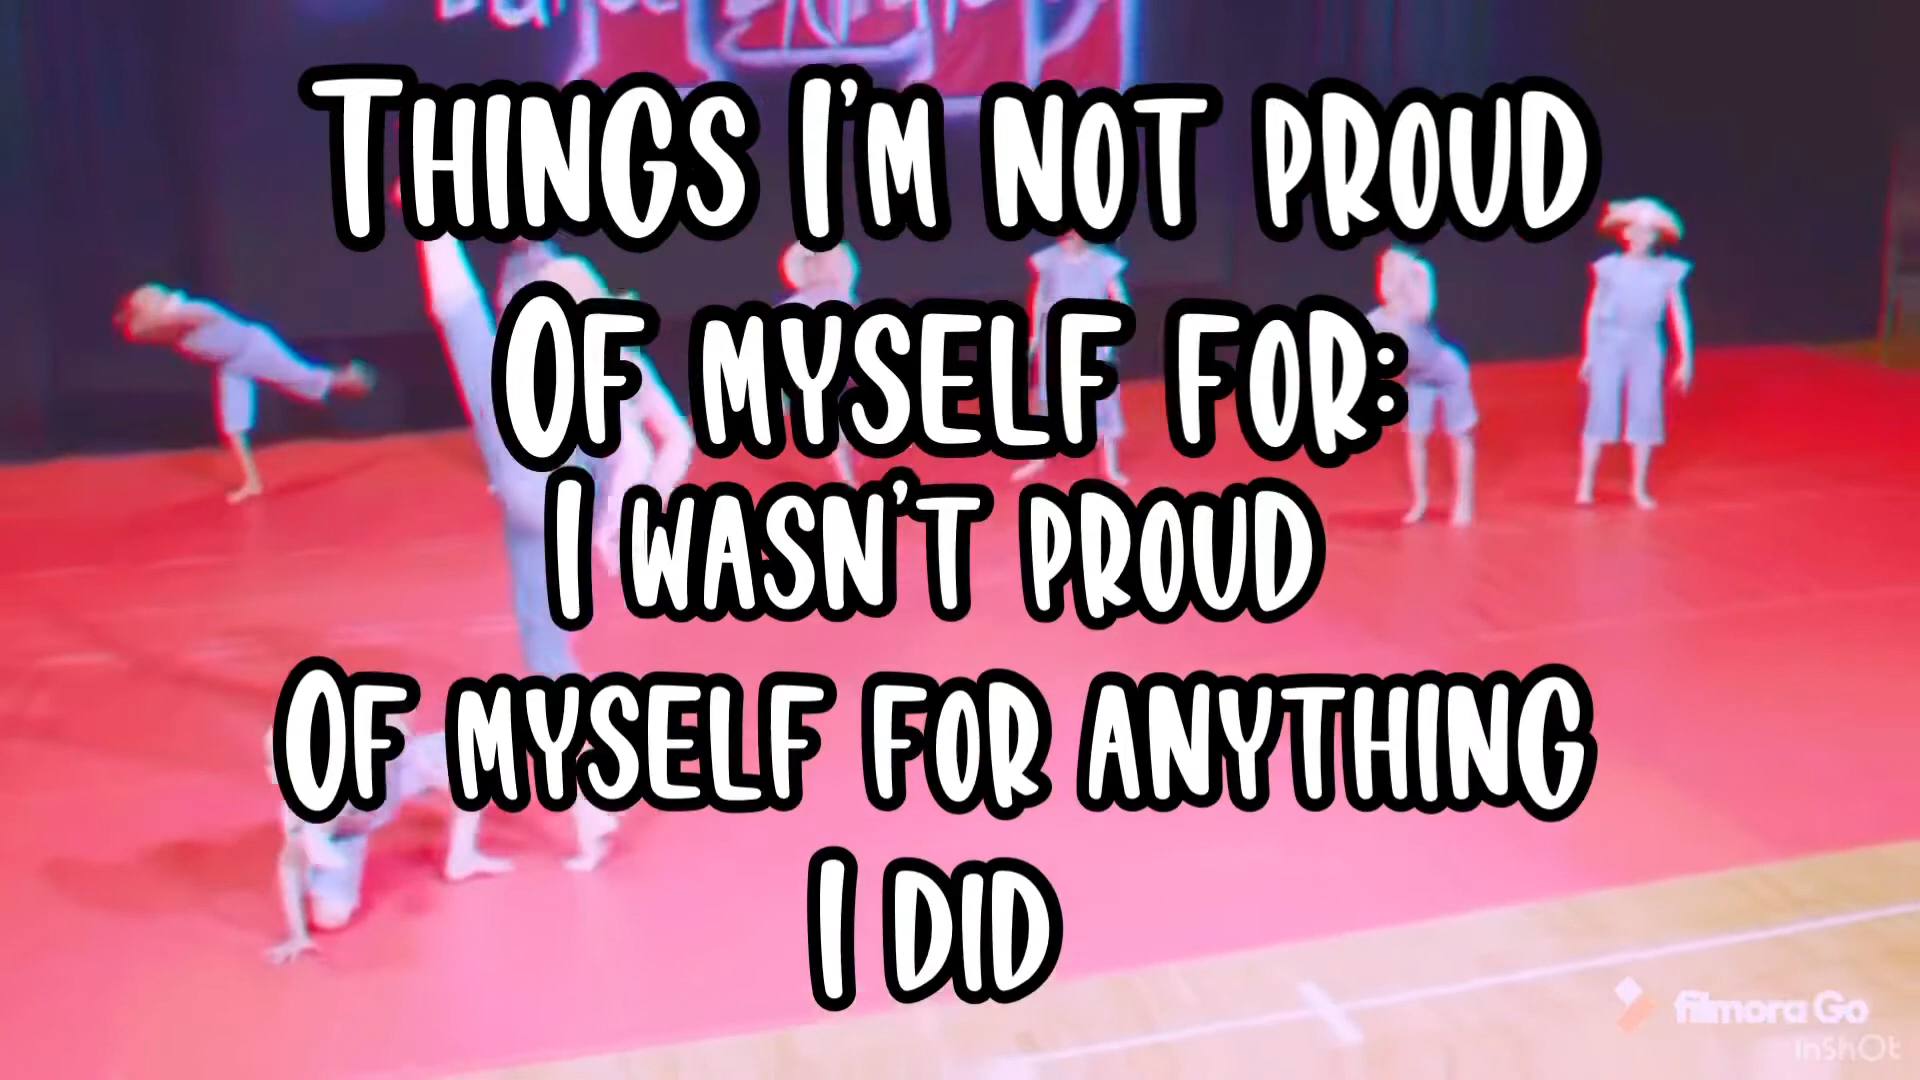 Things I'm not proud
Of myself for:
I wasn't proud
Of myself for anything
I did
filmora Go
InShOt